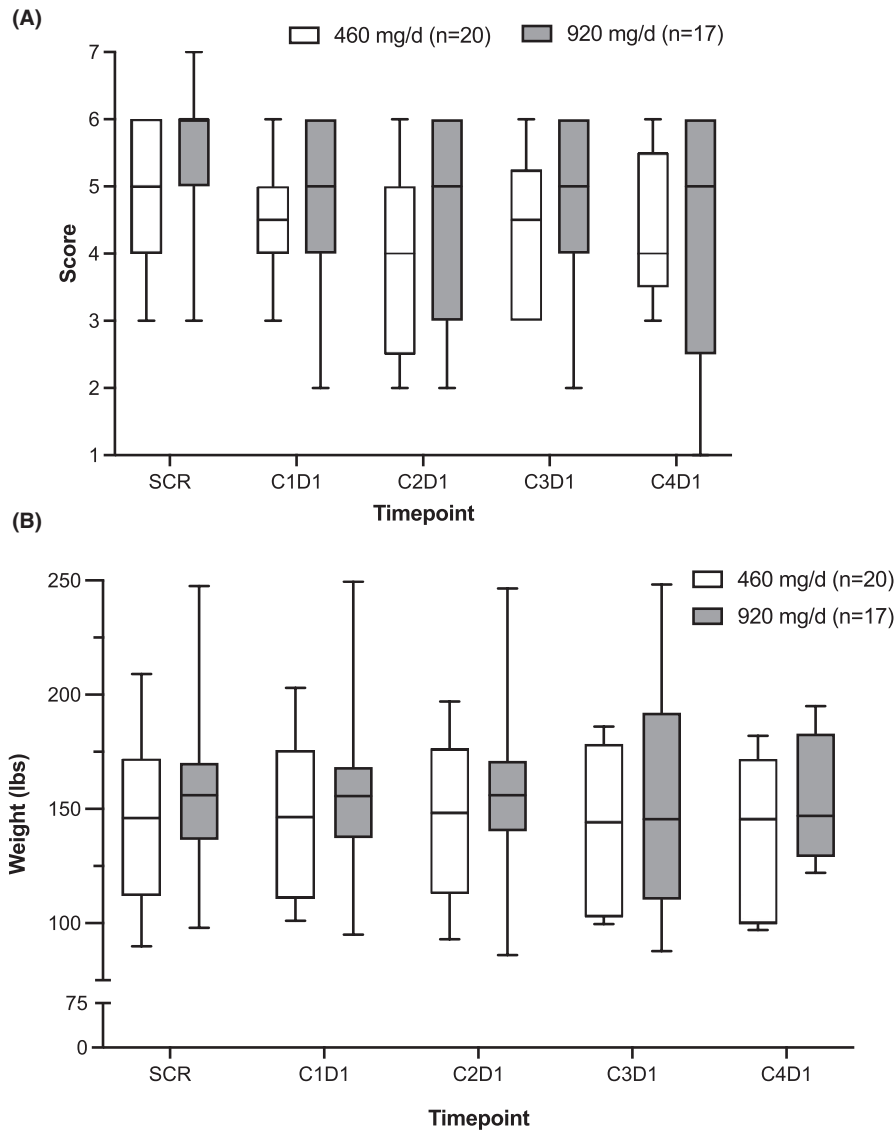 (A)
460 mg/d (n=20)
920 mg/d (n=17)
7
6
5
4
3
2
1
Score
SCR
C1D1
C2D1
C3D1
C4D1
Timepoint
(B)
460 mg/d (n=20)
920 mg/d (n=17)
250
200
150
100
75
0
Weight (lbs)
SCR
C1D1
C2D1
C3D1
C4D1
Timepoint